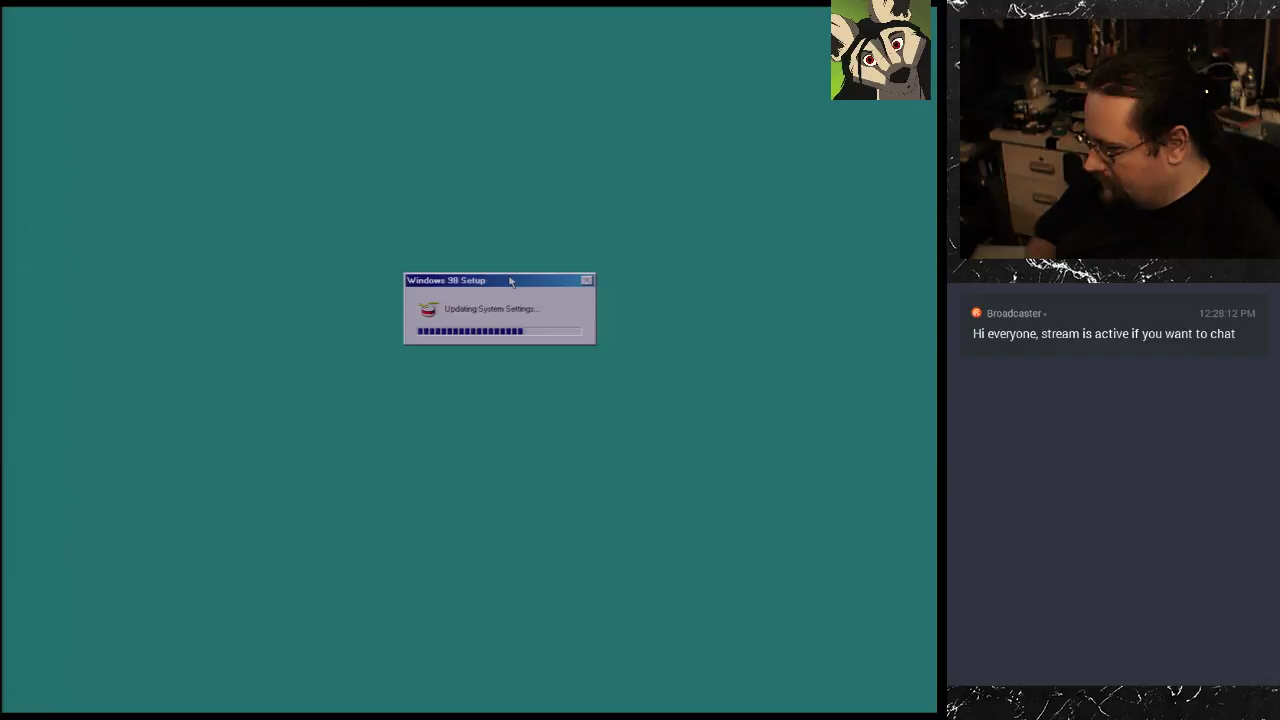 Windows 98 Setup
Updating System Settings...
Broadcaster
12:28:12 PM
Hi everyone, stream is active if you want to chat